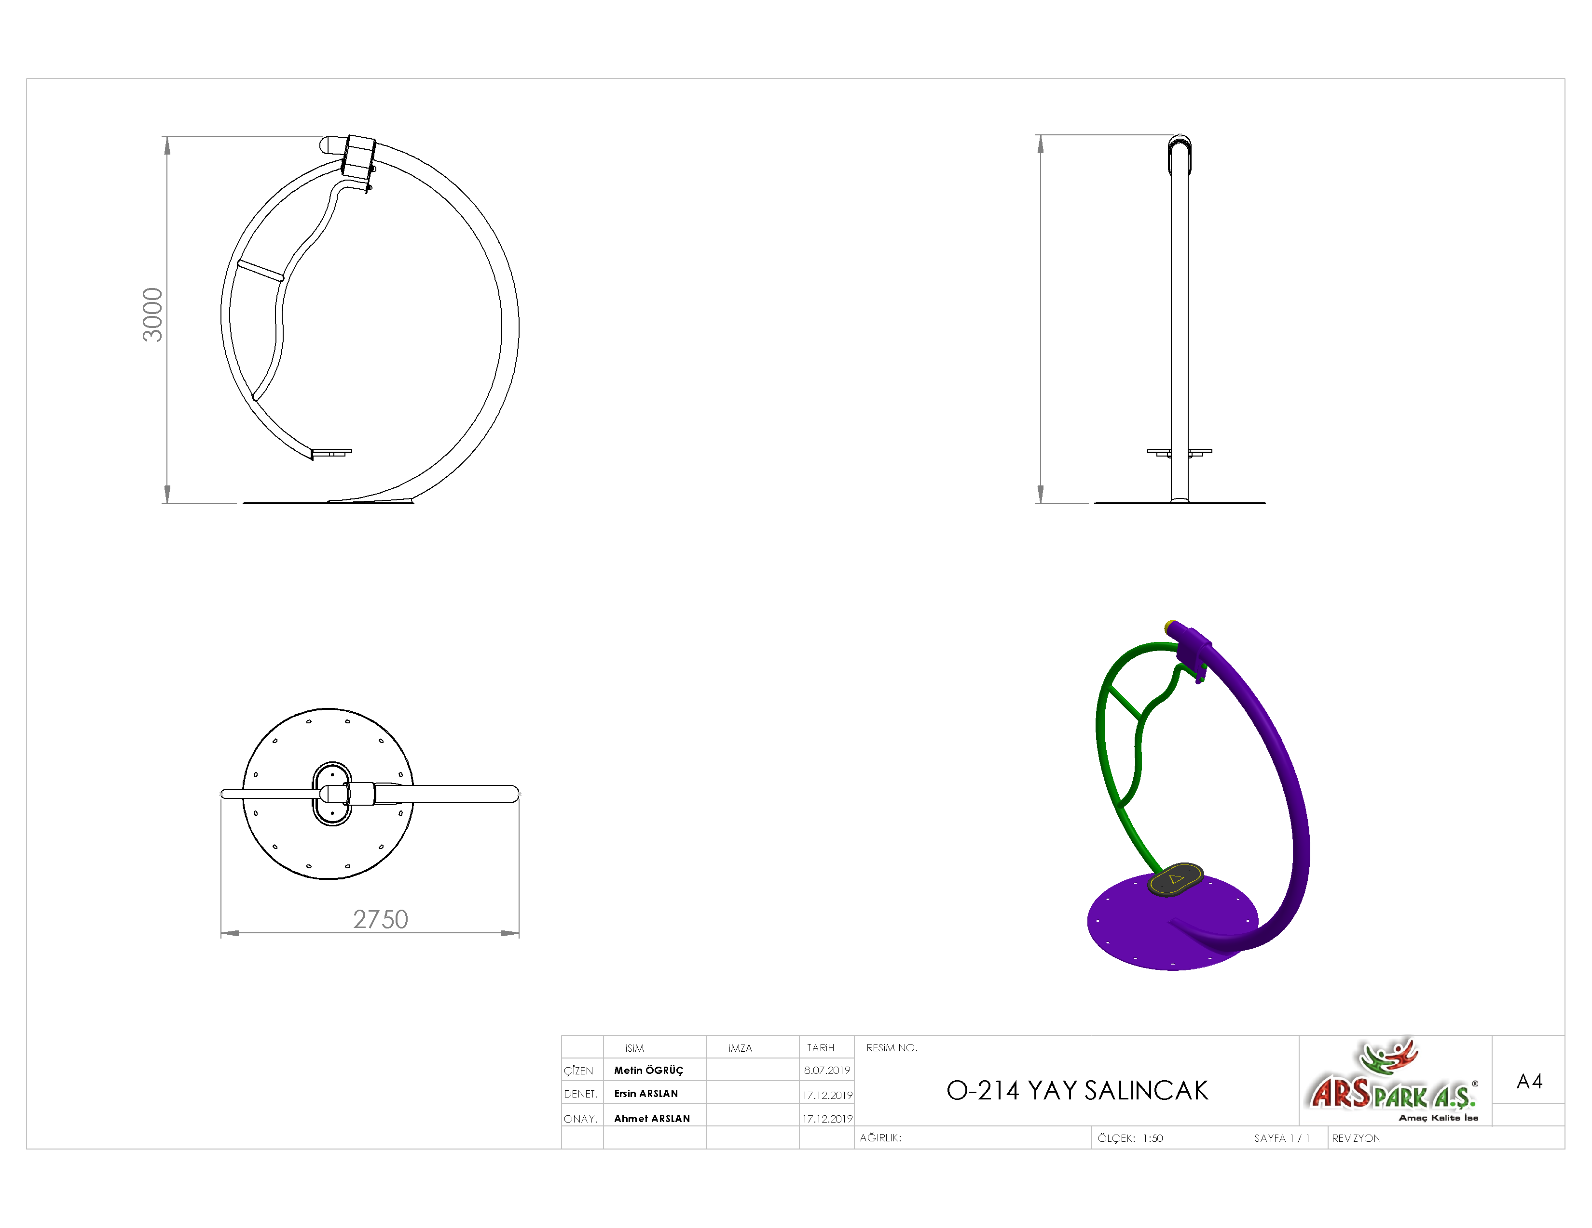 3000
2750
İSİM İMZA TARİH RESİM NO:
ÇİZEN Metin ÖGRÜÇ 8.07.2019
DENET. Ersin ARSLAN 17.12.2019
ONAY. Ahmet ARSLAN 17.12.2019
O-214 YAY SALINCAK
ARSPARK A.Ş.®
Amaç Kalite İse
A4
AĞIRLIK: ÖLÇEK: 1:50 SAYFA 1 / 1 REVİZYON